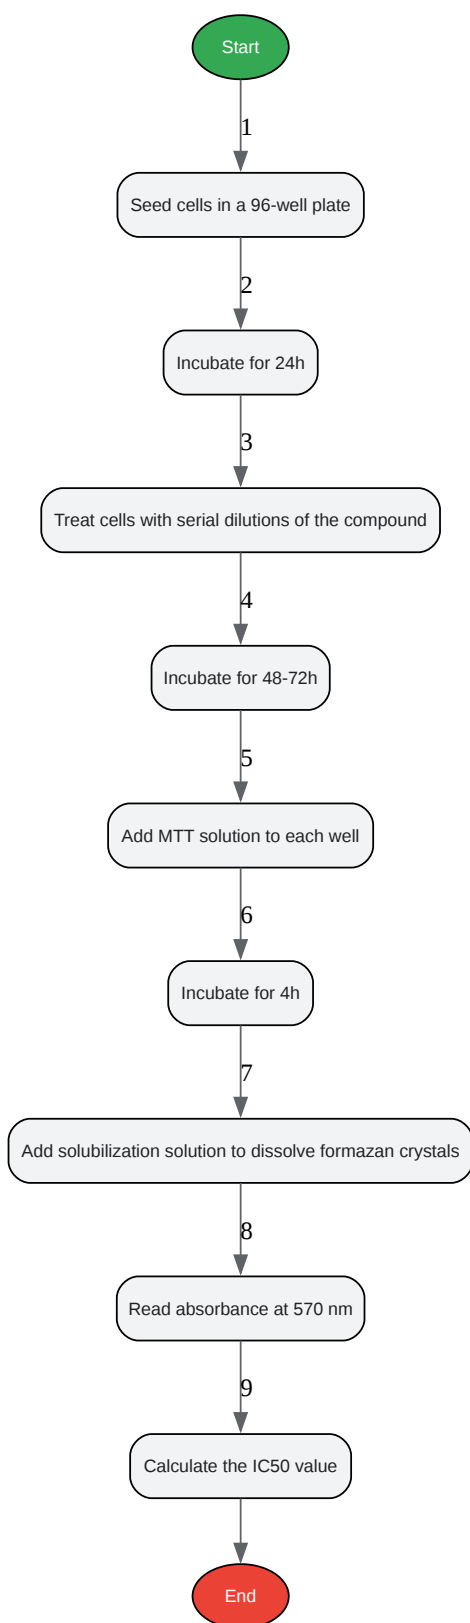 Start
1
Seed cells in a 96-well plate
2
Incubate for 24h
3
Treat cells with serial dilutions of the compound
4
Incubate for 48-72h
5
Add MTT solution to each well
6
Incubate for 4h
7
Add solubilization solution to dissolve formazan crystals
8
Read absorbance at 570 nm
9
Calculate the IC50 value
End